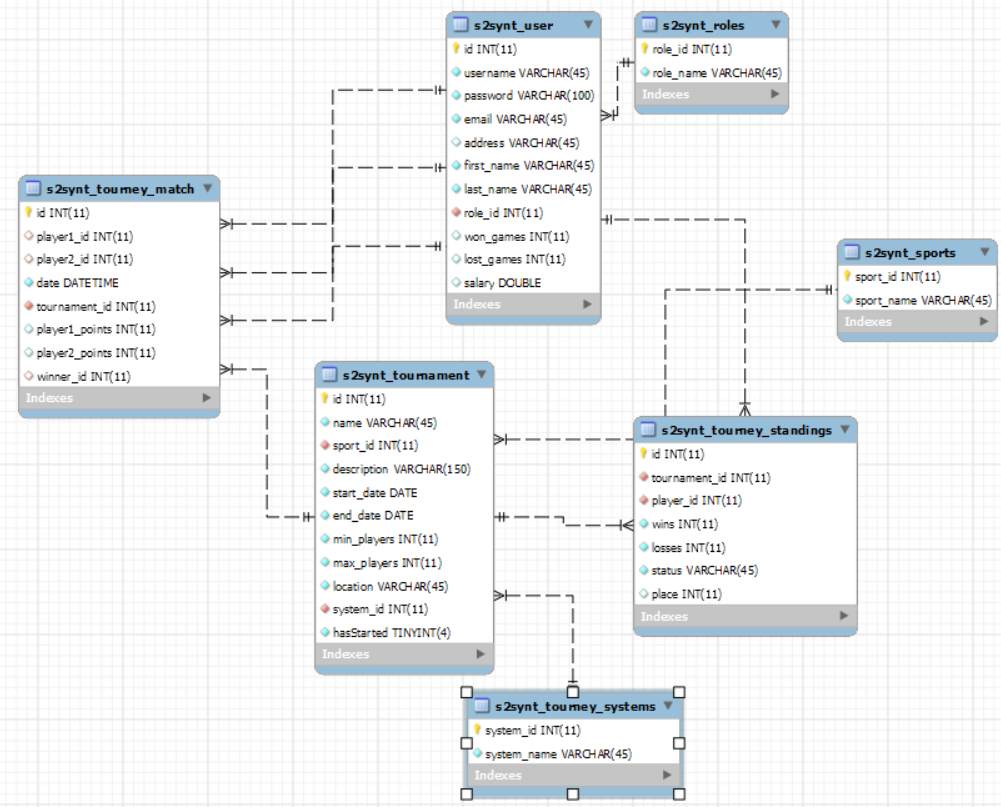 s2synt_user
id INT(11)
username VARCHAR(45)
password VARCHAR(100)
email VARCHAR(45)
address VARCHAR(45)
first_name VARCHAR(45)
last_name VARCHAR(45)
role_id INT(11)
won_games INT(11)
lost_games INT(11)
salary DOUBLE
Indexes
s2synt_roles
role_id INT(11)
role_name VARCHAR(45)
Indexes
s2synt_tourney_match
id INT(11)
player1_id INT(11)
player2_id INT(11)
date DATETIME
tournament_id INT(11)
player1_points INT(11)
player2_points INT(11)
winner_id INT(11)
Indexes
s2synt_sports
sport_id INT(11)
sport_name VARCHAR(45)
Indexes
s2synt_tournament
id INT(11)
name VARCHAR(45)
sport_id INT(11)
description VARCHAR(150)
start_date DATE
end_date DATE
min_players INT(11)
max_players INT(11)
location VARCHAR(45)
system_id INT(11)
hasStarted TINYINT(4)
Indexes
s2synt_tourney_standings
id INT(11)
tournament_id INT(11)
player_id INT(11)
wins INT(11)
losses INT(11)
status VARCHAR(45)
place INT(11)
Indexes
s2synt_tourney_systems
system_id INT(11)
system_name VARCHAR(45)
Indexes